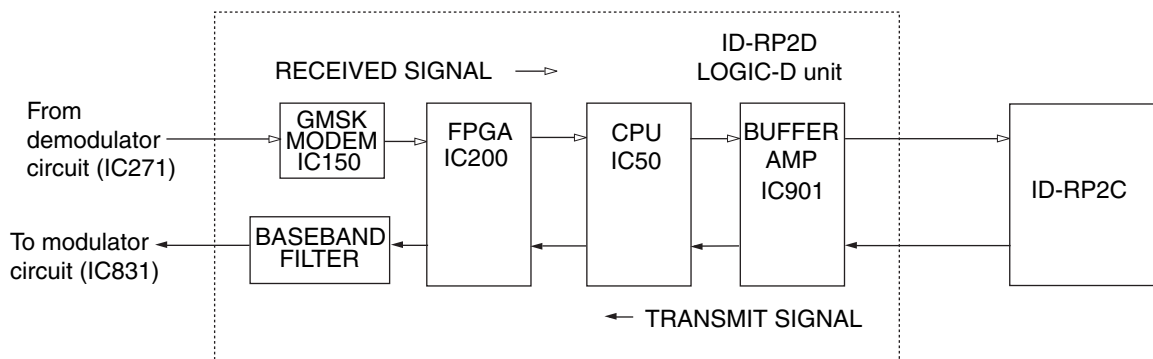 ID-RP2D
LOGIC-D unit
RECEIVED SIGNAL
From
demodulator
circuit (IC271)
GMSK
MODEM
IC150
FPGA
IC200
CPU
IC50
BUFFER
AMP
IC901
ID-RP2C
To modulator
circuit (IC831)
BASEBAND
FILTER
TRANSMIT SIGNAL